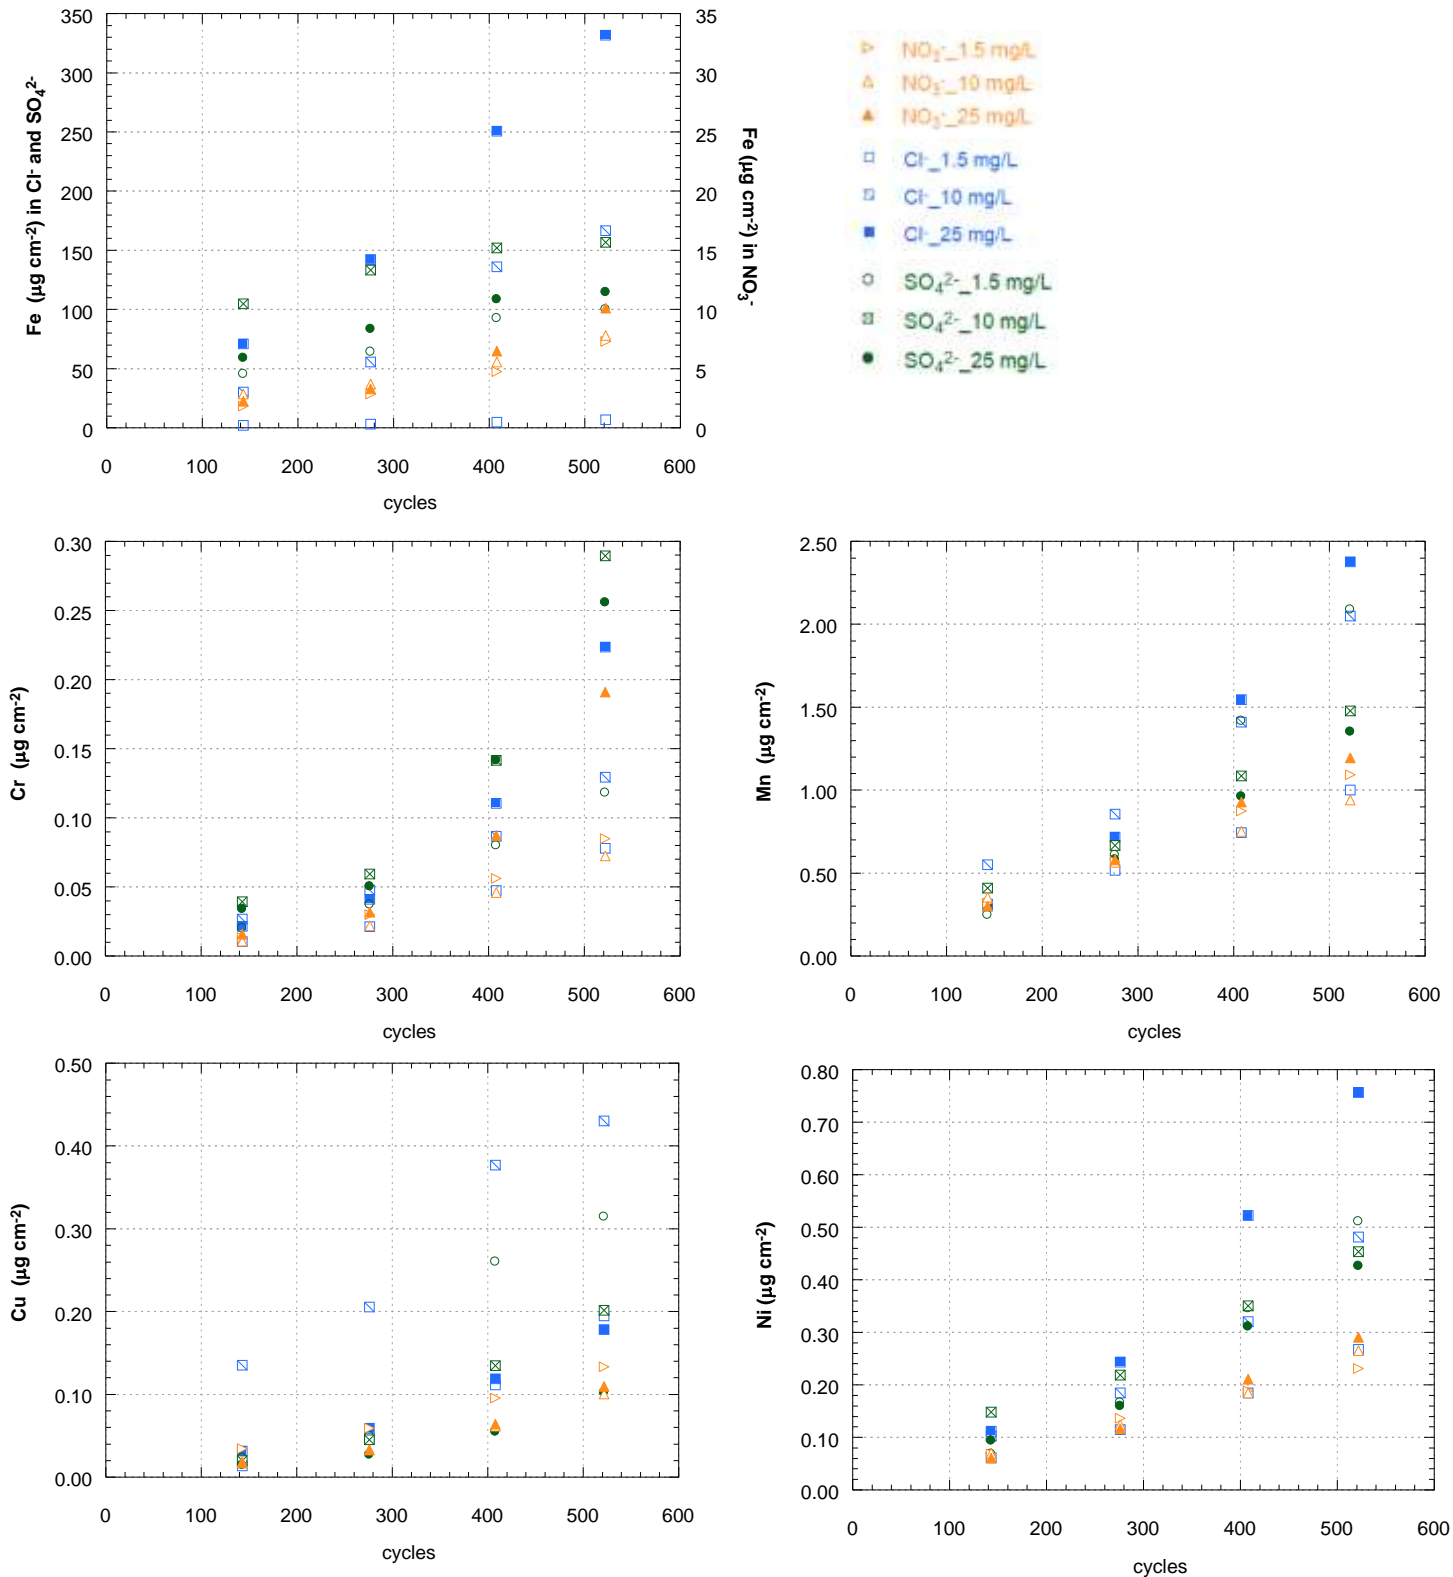 350
300
250
200
150
100
50
0
Fe (µg cm-2) in Cl- and SO42-
35
30
25
20
15
10
5
0
Fe (µg cm-2) in NO3-
0 100 200 300 400 500 600
cycles
NO3-_1.5 mg/L
NO3-_10 mg/L
NO3-_25 mg/L
Cl-_1.5 mg/L
Cl-_10 mg/L
Cl-_25 mg/L
SO42-_1.5 mg/L
SO42-_10 mg/L
SO42-_25 mg/L
0.30
0.25
0.20
0.15
0.10
0.05
0.00
Cr (µg cm-2)
0 100 200 300 400 500 600
cycles
2.50
2.00
1.50
1.00
0.50
0.00
Mn (µg cm-2)
0 100 200 300 400 500 600
cycles
0.50
0.40
0.30
0.20
0.10
0.00
Cu (µg cm-2)
0 100 200 300 400 500 600
cycles
0.80
0.70
0.60
0.50
0.40
0.30
0.20
0.10
0.00
Ni (µg cm-2)
0 100 200 300 400 500 600
cycles